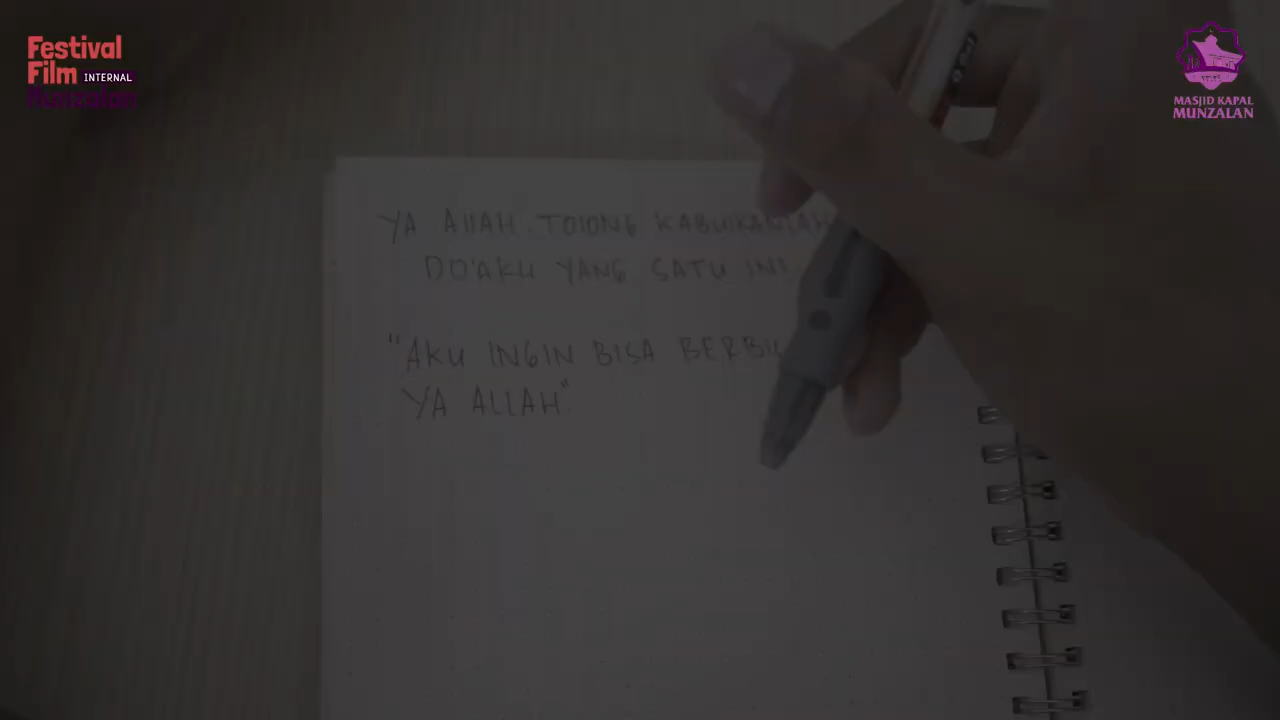 Festival
Film INTERNAL
Munzalan
MASJID KAPAL
MUNZALAN
YA ALLAH TOLONG KABULKANLAH
DO'AKU YANG SATU INI
"AKU INGIN BISA
YA ALLAH"